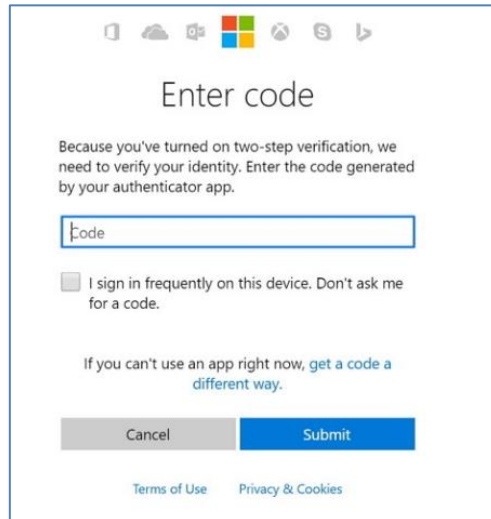 Enter code
Because you've turned on two-step verification, we
need to verify your identity. Enter the code generated
by your authenticator app.
Code
I sign in frequently on this device. Don't ask me
for a code.
If you can't use an app right now, get a code a
different way.
Cancel
Submit
Terms of Use
Privacy & Cookies